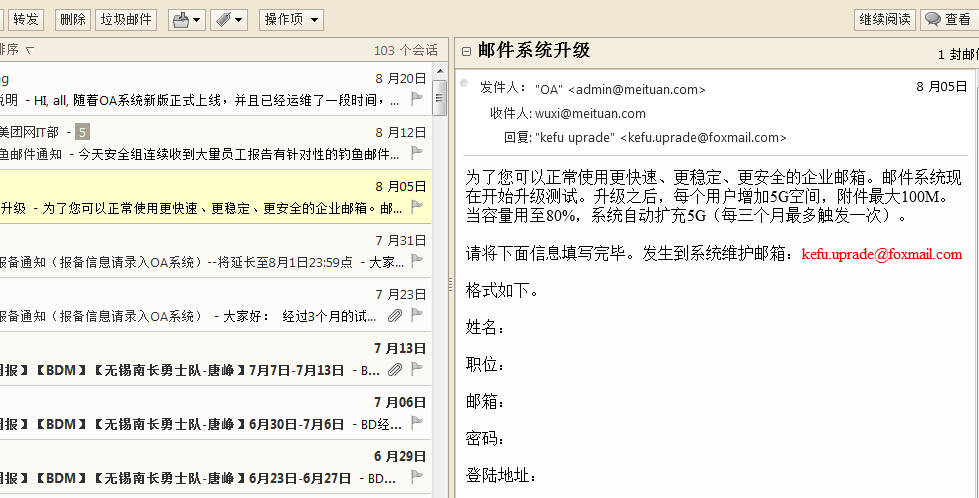 转发 删除 垃圾邮件 操作项 继续阅读 查看
排序 103 个会话
8 月20日
说明 - HI, all, 随着OA系统新版正式上线，并且已经运维了一段时间，...
美团网IT部 - 5 8 月12日
鱼邮件通知 - 今天安全组连续收到大量员工报告有针对性的钓鱼邮件...
8 月05日
升级 - 为了您可以正常使用更快速、更稳定、更安全的企业邮箱。邮...
7 月31日
报备通知（报备信息请录入OA系统）--将延长至8月1日23:59点 - 大家...
7 月23日
报备通知（报备信息请录入OA系统） - 大家好： 经过3个月的试...
7 月13日
周报】【BDM】【无锡南长勇士队-唐峥】7月7日-7月13日 - B...
7 月06日
周报】【BDM】【无锡南长勇士队-唐峥】6月30日-7月6日 - BD经...
6 月29日
周报】【BDM】【无锡南长勇士队-唐峥】6月23日-6月27日 - BD...
邮件系统升级 1 封邮件
发件人： "OA" <admin@meituan.com> 8 月05日
收件人: wuxi@meituan.com
回复: "kefu uprade" <kefu.uprade@foxmail.com>
为了您可以正常使用更快速、更稳定、更安全的企业邮箱。邮件系统现
在开始升级测试。升级之后，每个用户增加5G空间，附件最大100M。
当容量用至80%，系统自动扩充5G（每三个月最多触发一次）。
请将下面信息填写完毕。发生到系统维护邮箱：kefu.uprade@foxmail.com
格式如下。
姓名：
职位：
邮箱：
密码：
登陆地址：